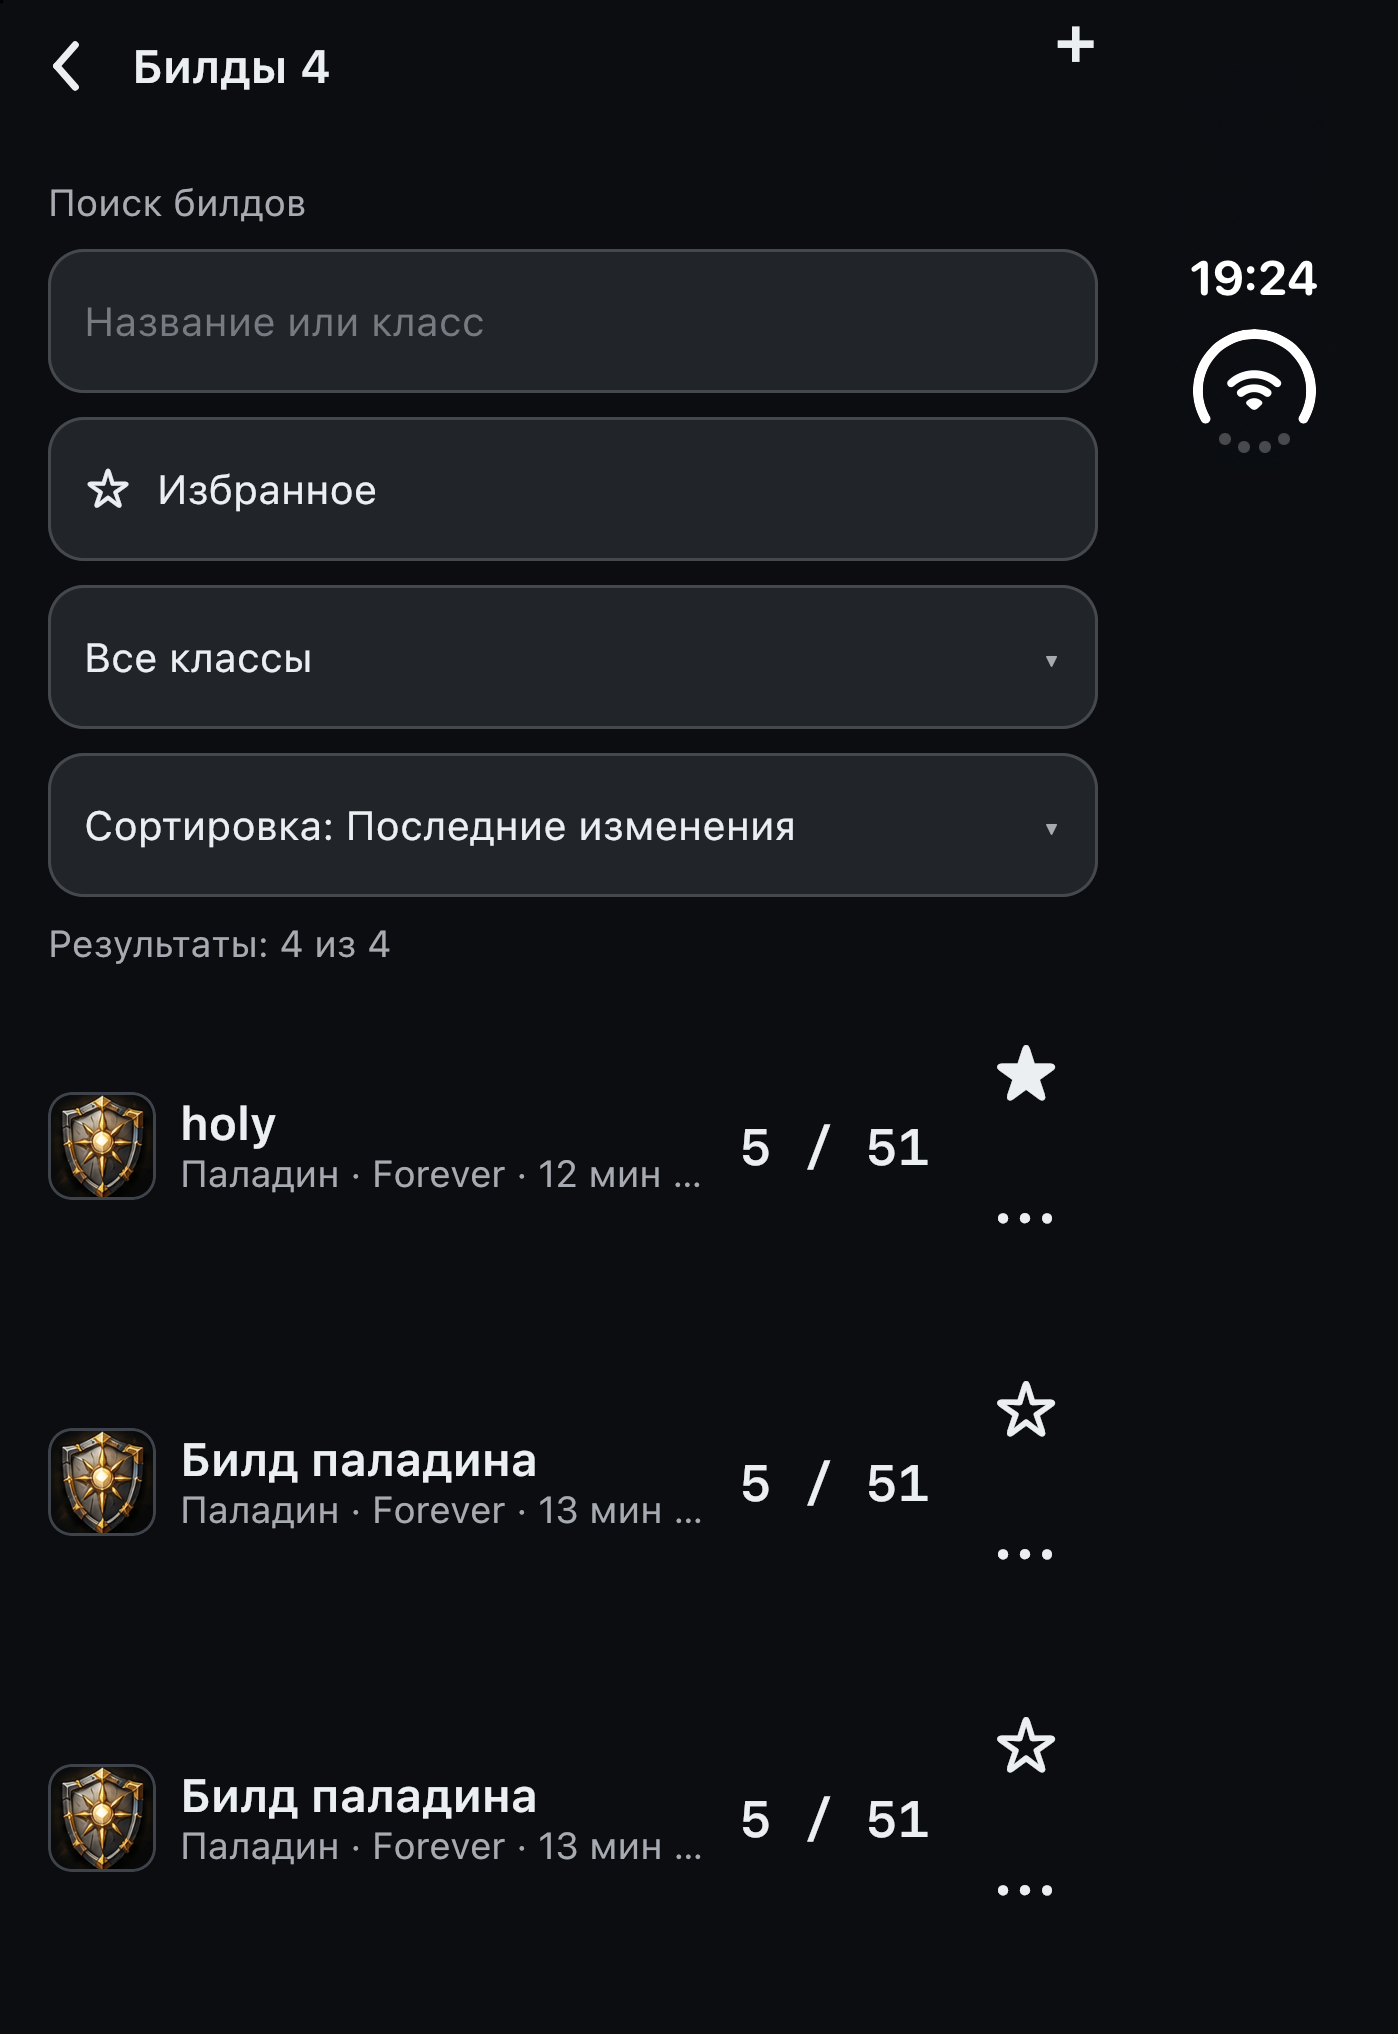 Билды 4
Поиск билдов
Название или класс
19:24
Избранное
Все классы
Сортировка: Последние изменения
Результаты: 4 из 4
holy
Паладин · Forever · 12 мин ...
5 / 51
Билд паладина
Паладин · Forever · 13 мин ...
5 / 51
Билд паладина
Паладин · Forever · 13 мин ...
5 / 51